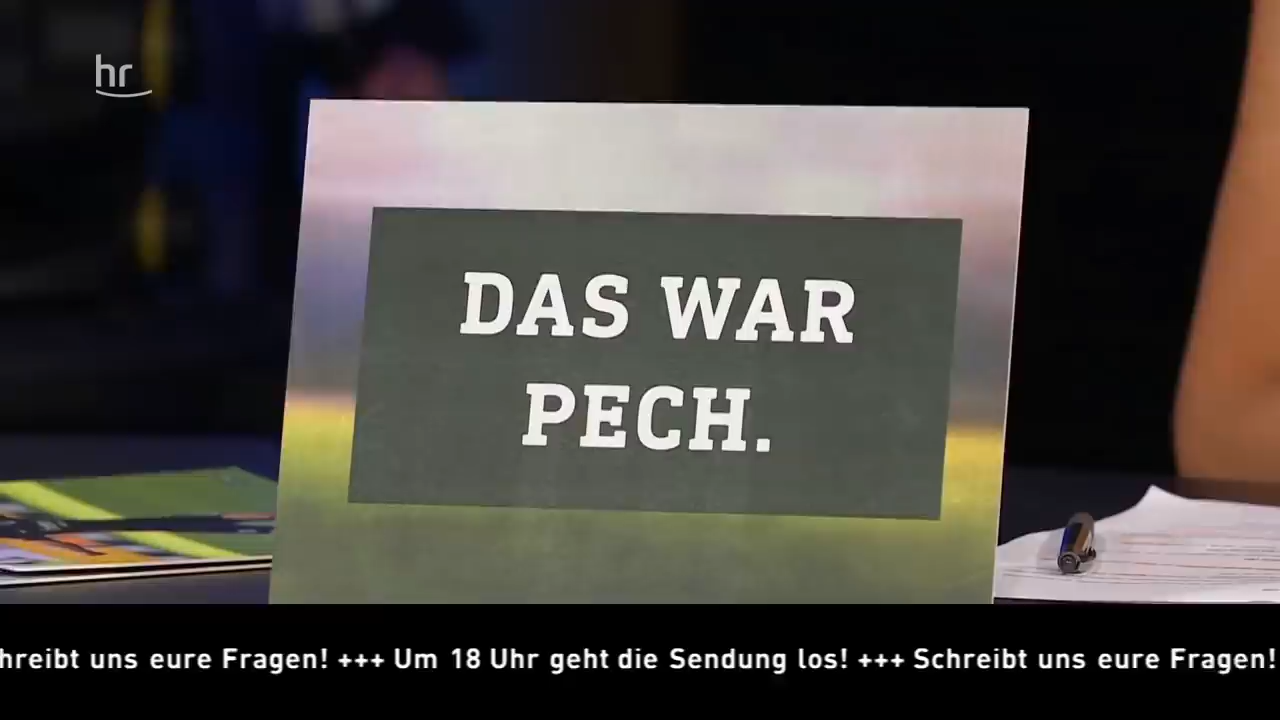 hr
DAS WAR
PECH.
hreibt uns eure Fragen! +++ Um 18 Uhr geht die Sendung los! +++ Schreibt uns eure Fragen!